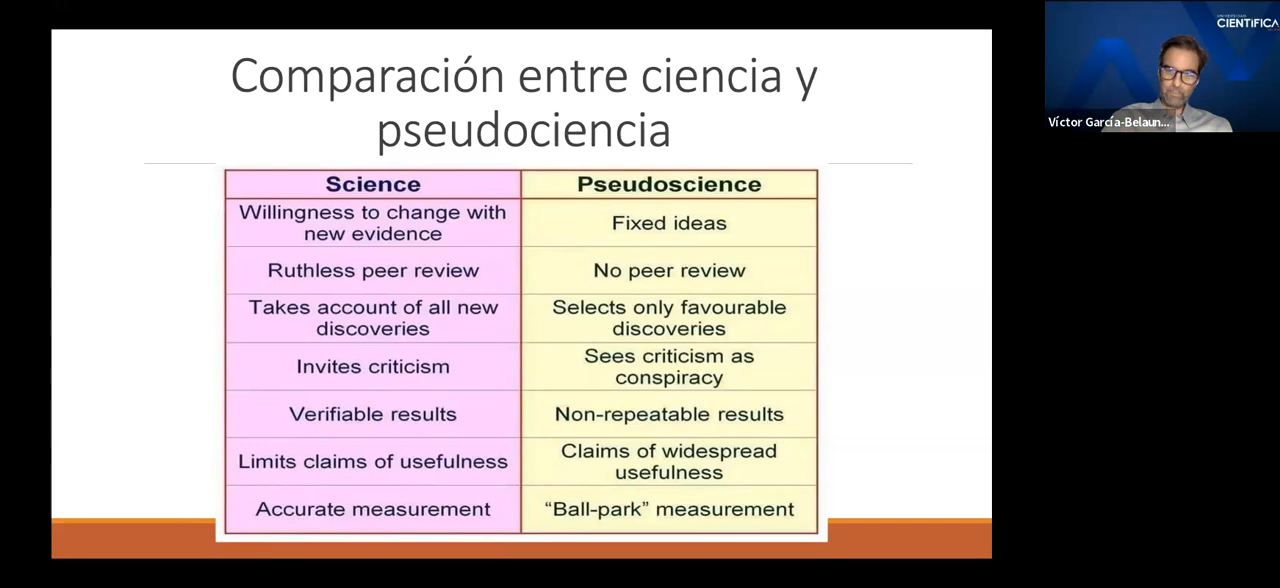 Comparación entre ciencia y
pseudociencia
Science
Pseudoscience
Willingness to change with
new evidence
Fixed ideas
Ruthless peer review
No peer review
Takes account of all new
discoveries
Selects only favourable
discoveries
Invites criticism
Sees criticism as
conspiracy
Verifiable results
Non-repeatable results
Limits claims of usefulness
Claims of widespread
usefulness
Accurate measurement
“Ball-park” measurement
CIENTÍFICA
Víctor García-Belaun...